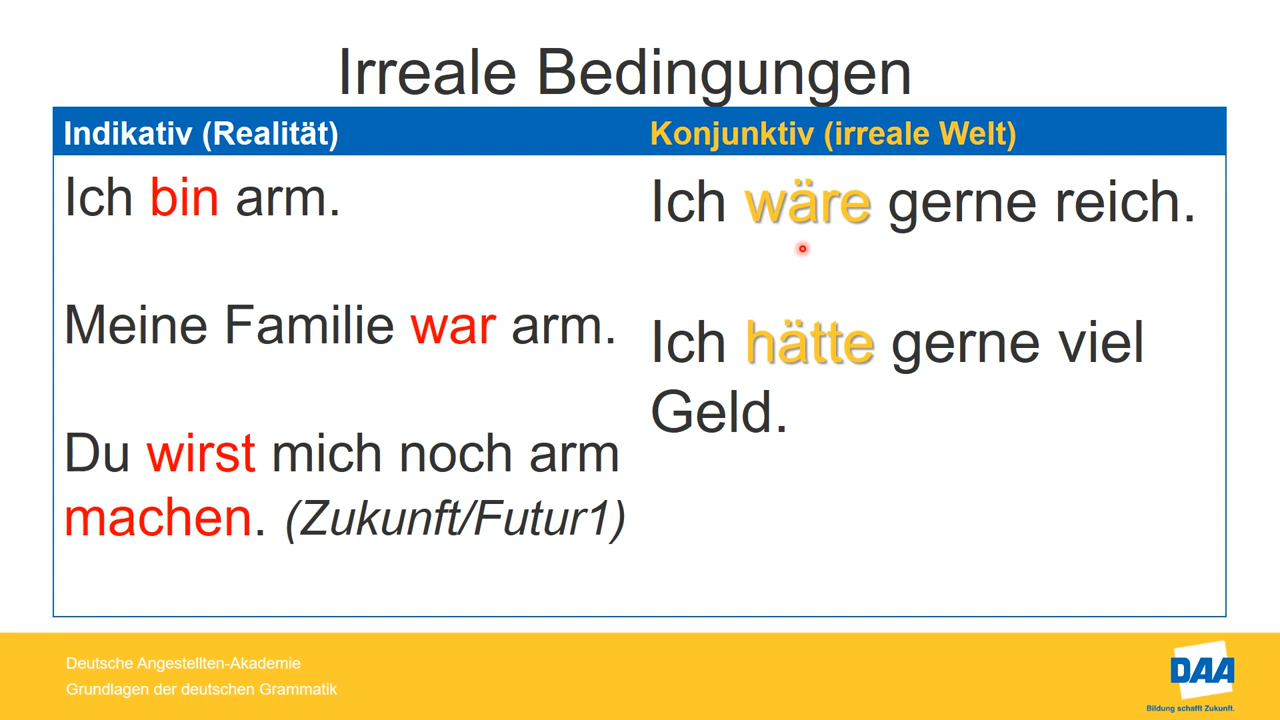 Irreale Bedingungen
Indikativ (Realität)
Konjunktiv (irreale Welt)
Ich bin arm.
Meine Familie war arm.
Du wirst mich noch arm
machen. (Zukunft/Futur1)
Ich wäre gerne reich.
Ich hätte gerne viel
Geld.
Deutsche Angestellten-Akademie
Grundlagen der deutschen Grammatik
DAA
Bildung schafft Zukunft.